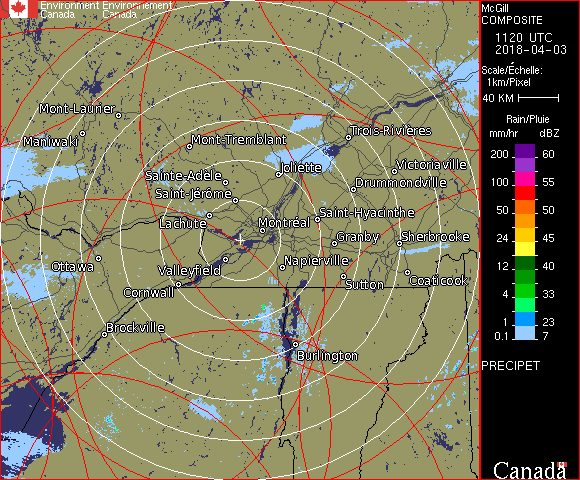 Environment Environnement
Canada Canada
McGill
COMPOSITE
1120 UTC
2018-04-03
Scale/Échelle:
1km/Pixel
40 KM
Rain/Pluie
mm/hr dBZ
200 60
100 55
50 50
24 45
12 40
4 33
1 23
0.1 7
PRECIPET
Canada
Mont-Laurier
Maniwaki
Mont-Tremblant
Trois-Rivières
Joliette
Victoriaville
Sainte-Adèle
Drummondville
Saint-Jérôme
Saint-Hyacinthe
Lachute
Montréal
Granby
Sherbrooke
Ottawa
Valleyfield
Napierville
Cornwall
Sutton
Coaticook
Brockville
Burlington